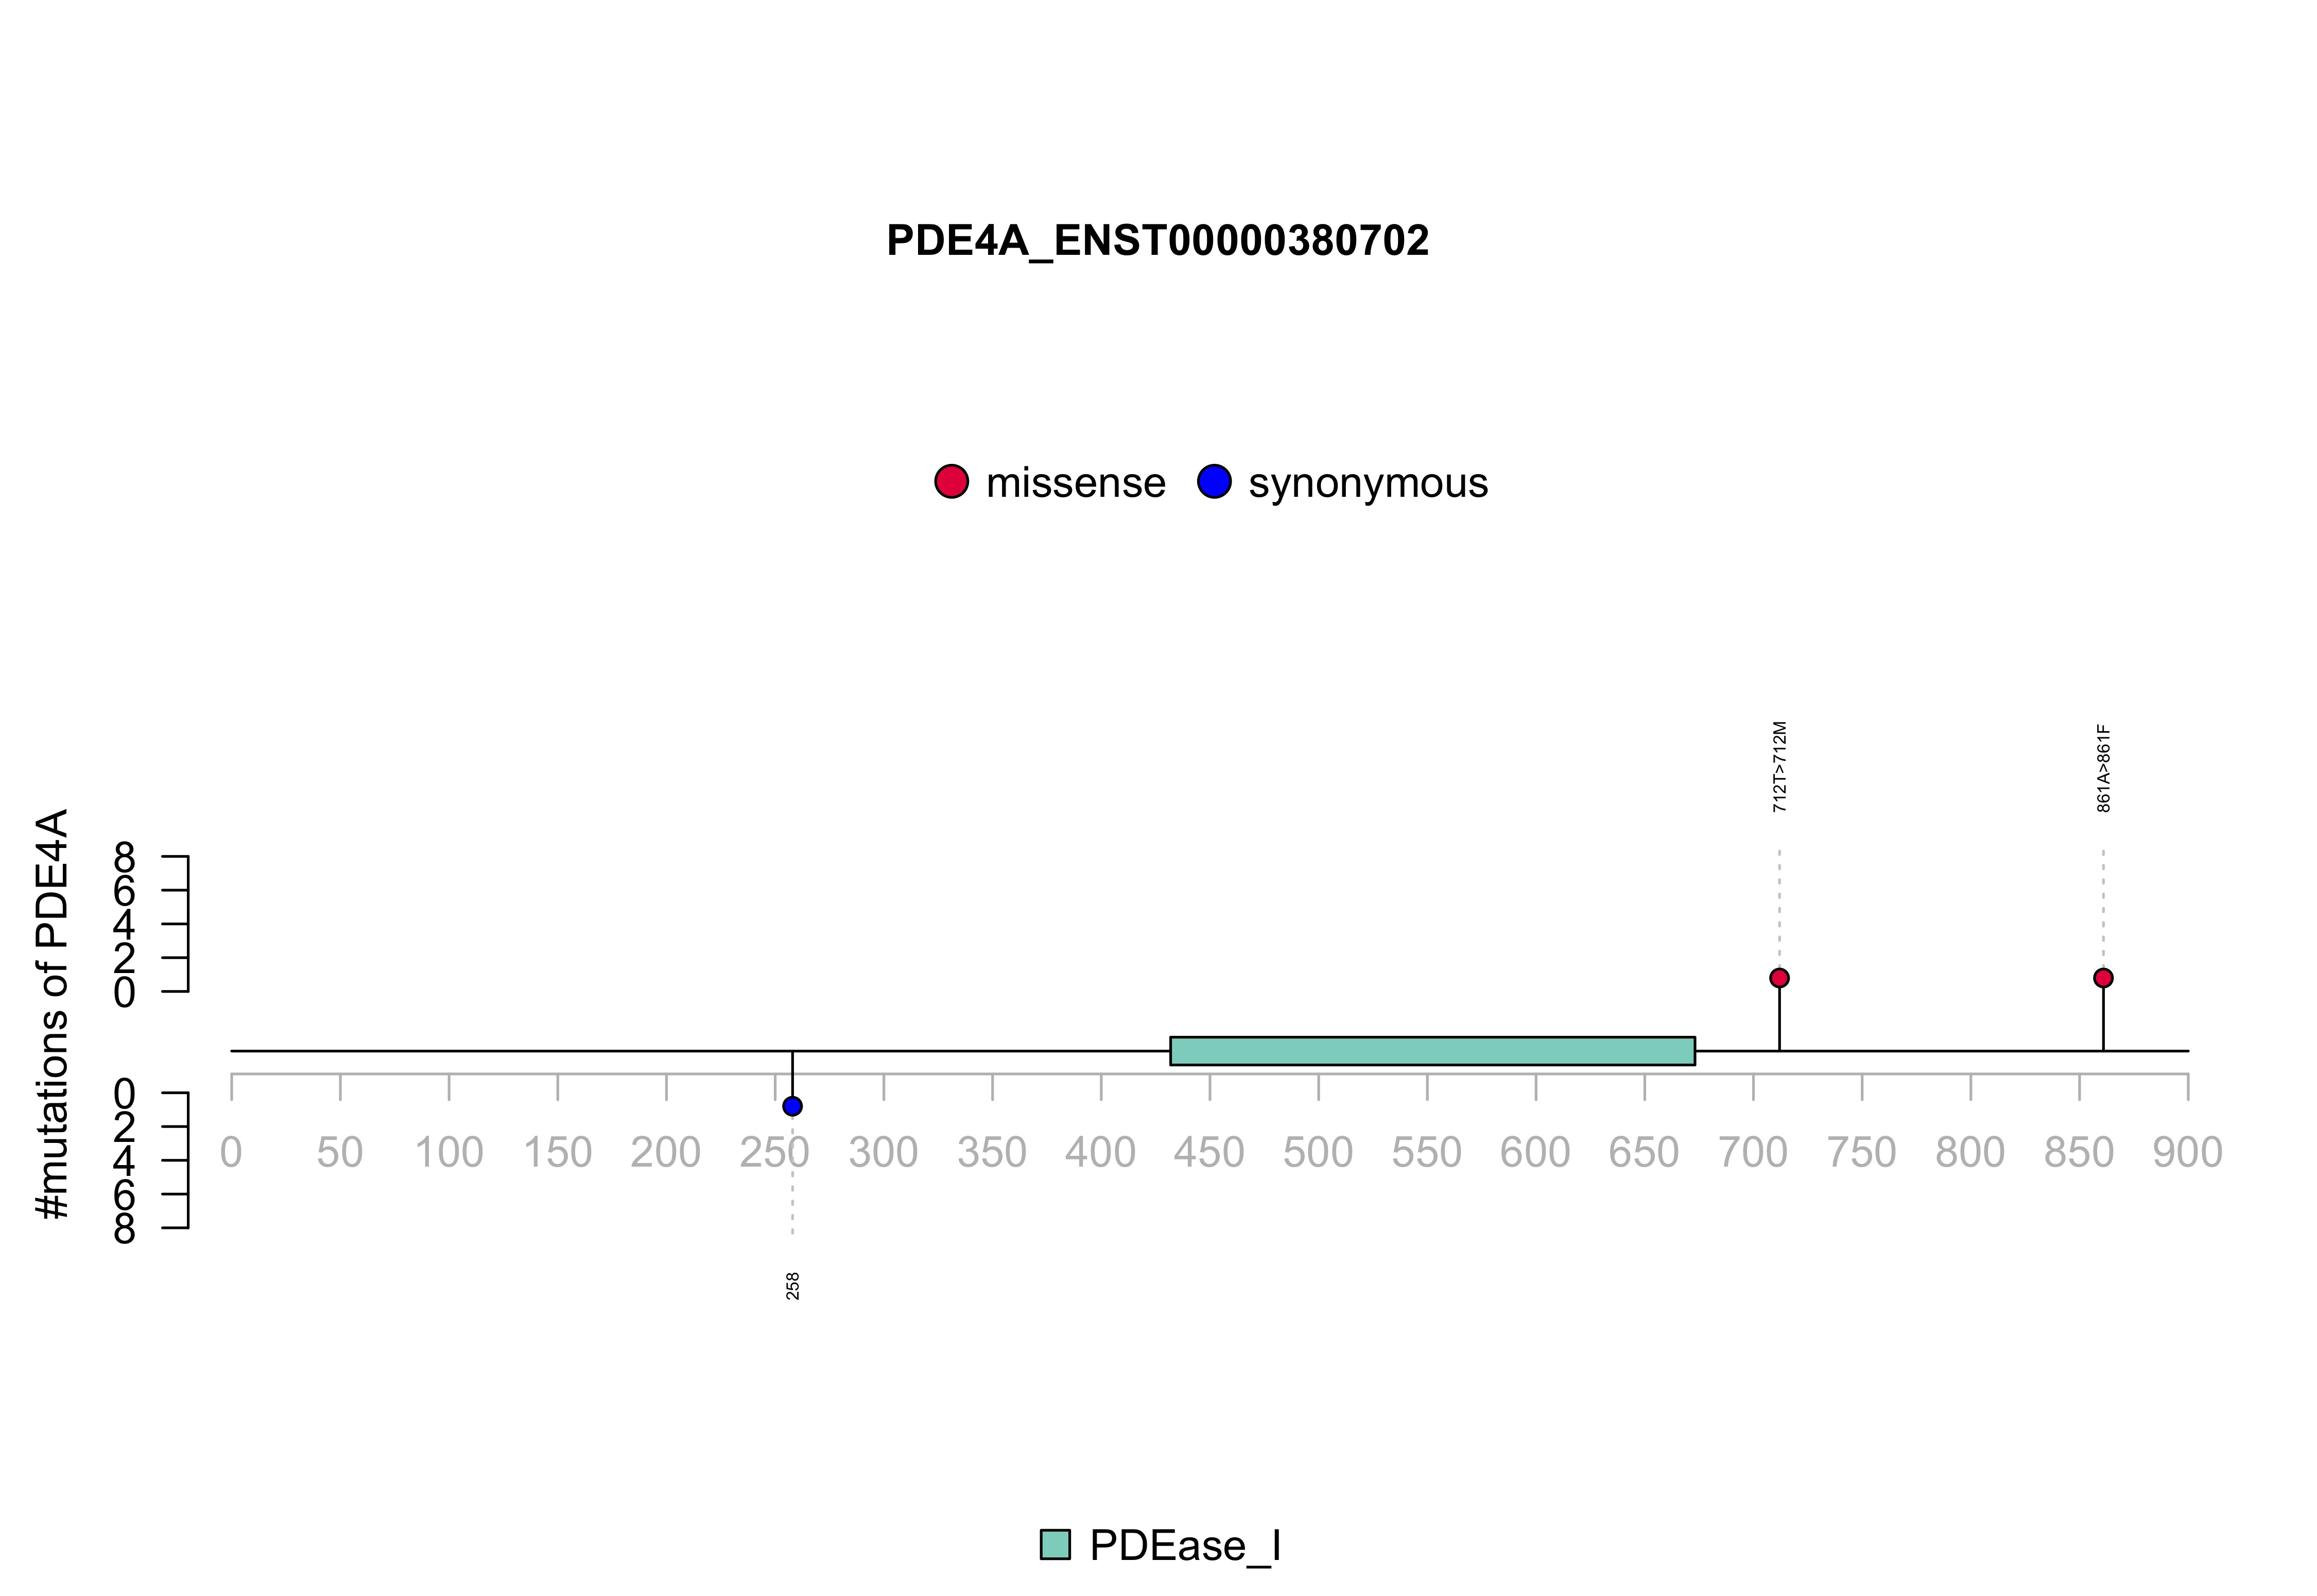 PDE4A_ENST00000380702
missense synonymous
712T>712M
861A>861F
#mutations of PDE4A
8
6
4
2
0
0
2
4
6
8
0 50 100 150 200 250 300 350 400 450 500 550 600 650 700 750 800 850 900
258
PDEase_I